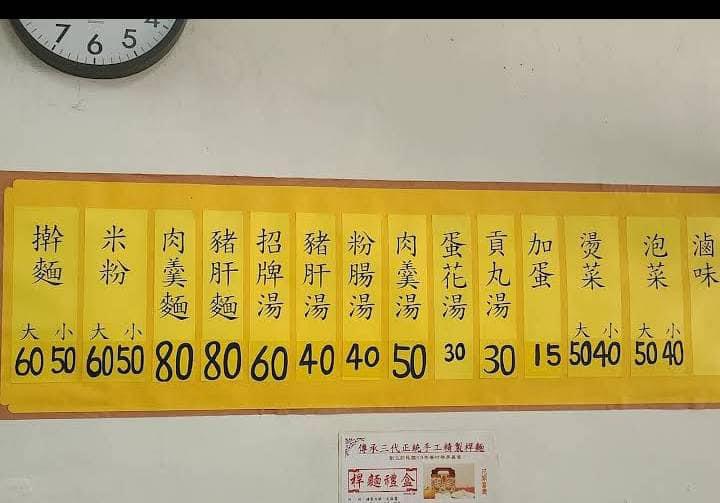 7 6 5 4
擀麵 大 小 60 50
米粉 大 小 60 50
肉羹麵 80
豬肝麵 80
招牌湯 60
豬肝湯 40
粉腸湯 40
肉羹湯 50
蛋花湯 30
貢丸湯 30
加蛋 15
燙菜 大 小 50 40
泡菜 大 小 50 40
滷味
傳承三代正統手工精製桿麵
桿麵禮盒